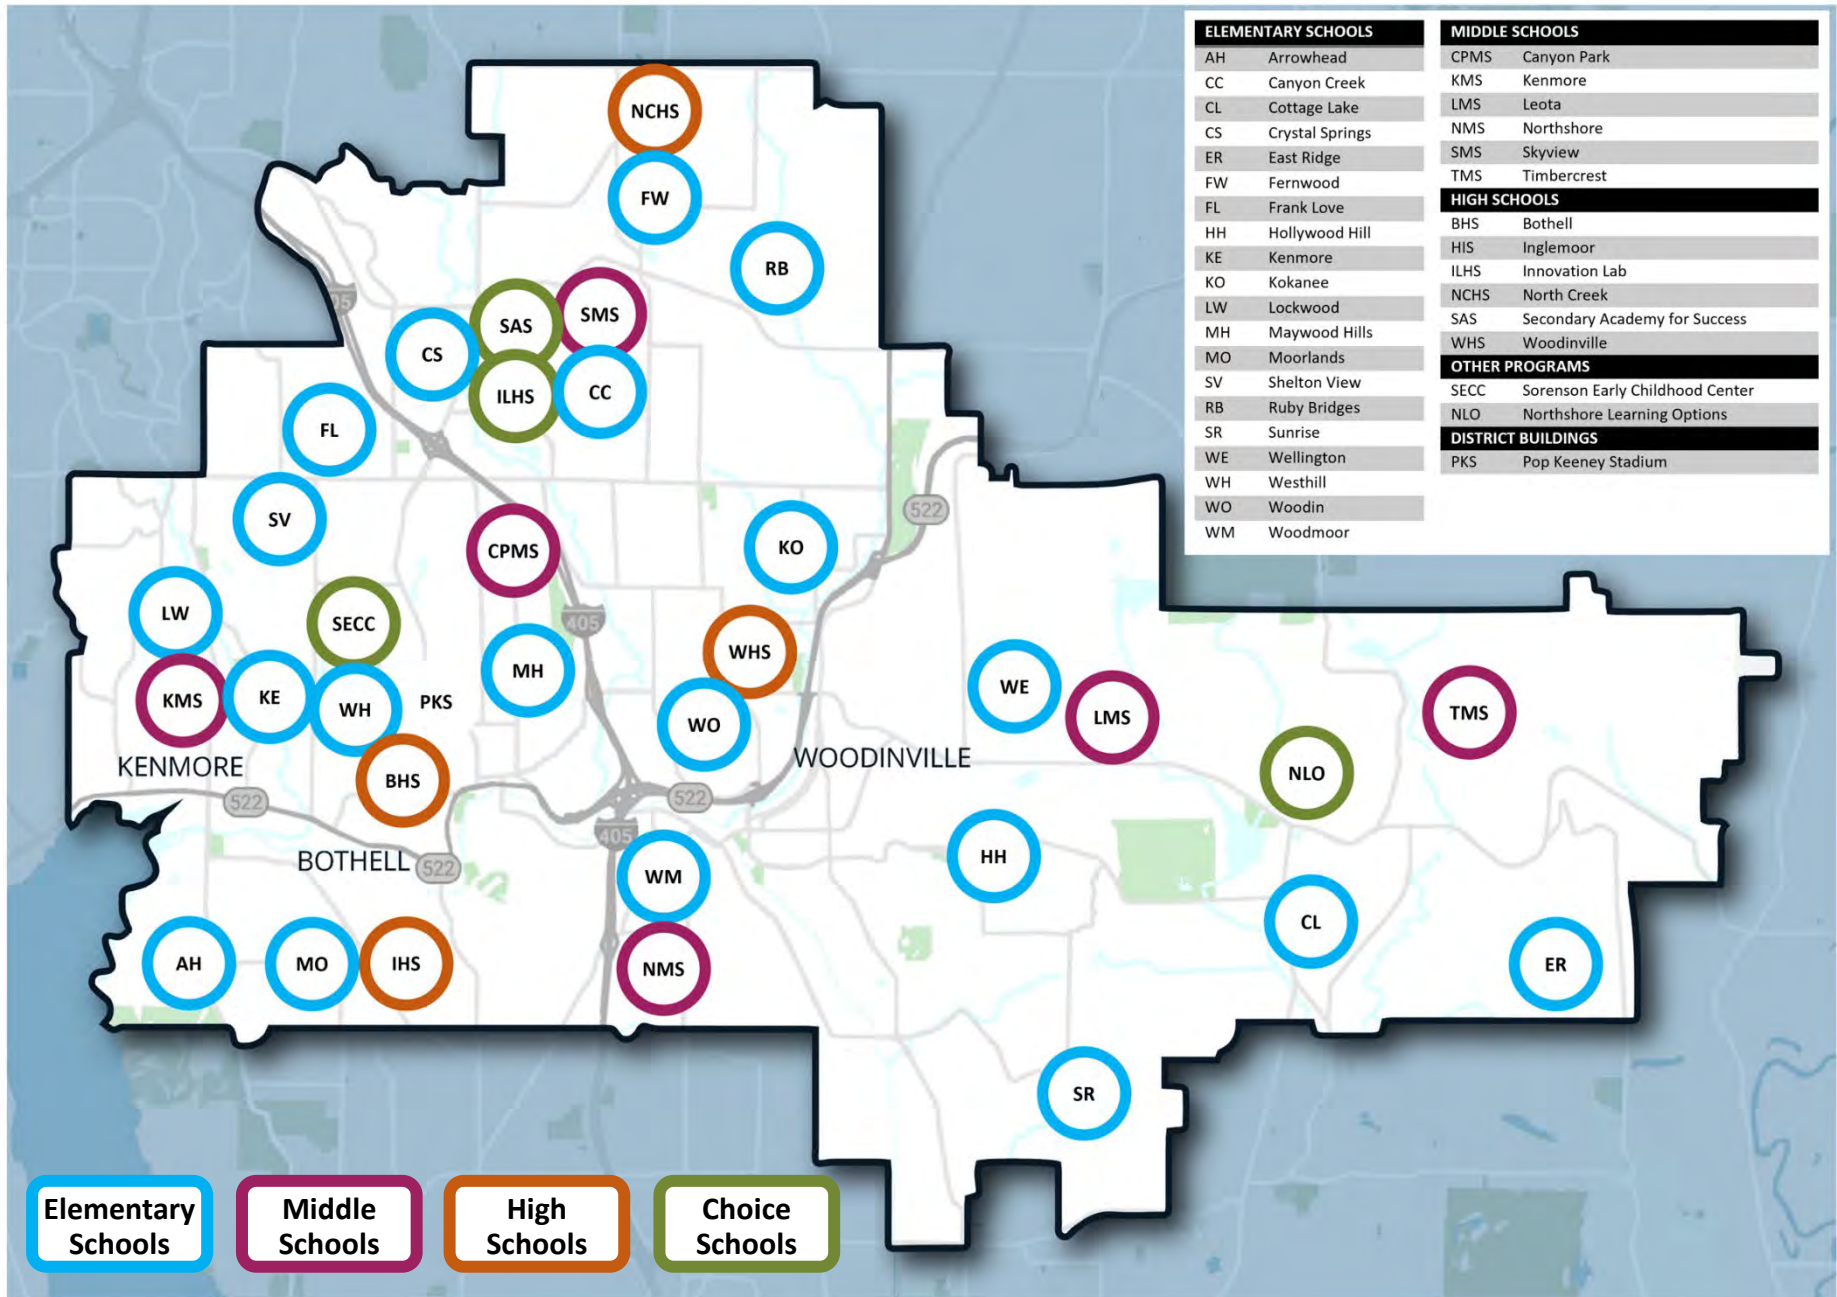 ELEMENTARY SCHOOLS
AH Arrowhead
CC Canyon Creek
CL Cottage Lake
CS Crystal Springs
ER East Ridge
FW Fernwood
FL Frank Love
HH Hollywood Hill
KE Kenmore
KO Kokanee
LW Lockwood
MH Maywood Hills
MO Moorlands
SV Shelton View
RB Ruby Bridges
SR Sunrise
WE Wellington
WH Westhill
WO Woodin
WM Woodmoor
MIDDLE SCHOOLS
CPMS Canyon Park
KMS Kenmore
LMS Leota
NMS Northshore
SMS Skyview
TMS Timbercrest
HIGH SCHOOLS
BHS Bothell
HIS Inglemoor
ILHS Innovation Lab
NCHS North Creek
SAS Secondary Academy for Success
WHS Woodinville
OTHER PROGRAMS
SECC Sorenson Early Childhood Center
NLO Northshore Learning Options
DISTRICT BUILDINGS
PKS Pop Keeney Stadium
NCHS
FW
RB
SAS
SMS
CS
ILHS
CC
FL
SV
CPMS
KO
522
LW
SECC
405
MH
WHS
KMS
KE
WH
PKS
WO
WE
LMS
TMS
KENMORE
BHS
WOODINVILLE
NLO
522
522
405
BOTHELL
522
WM
HH
CL
AH
MO
IHS
NMS
ER
SR
Elementary
Schools
Middle
Schools
High
Schools
Choice
Schools